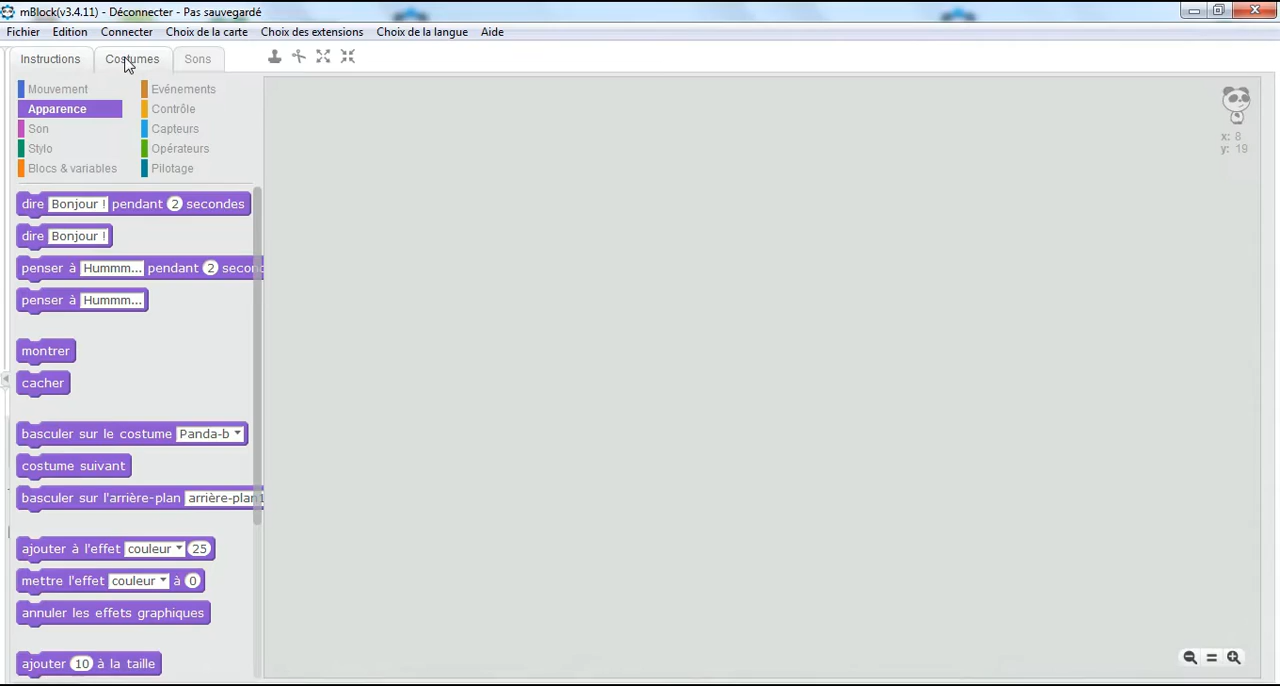 mBlock(v3.4.11) - Déconnecter - Pas sauvegardé
Fichier Edition Connecter Choix de la carte Choix des extensions Choix de la langue Aide
Instructions Costumes Sons
Mouvement Evénements
Apparence Contrôle
Son Capteurs
Stylo Opérateurs
Blocs & variables Pilotage
x: 8
y: 19
dire Bonjour ! pendant 2 secondes
dire Bonjour !
penser à Hummm... pendant 2 second
penser à Hummm...
montrer
cacher
basculer sur le costume Panda-b
costume suivant
basculer sur l'arrière-plan arrière-plan1
ajouter à l'effet couleur 25
mettre l'effet couleur à 0
annuler les effets graphiques
ajouter 10 à la taille